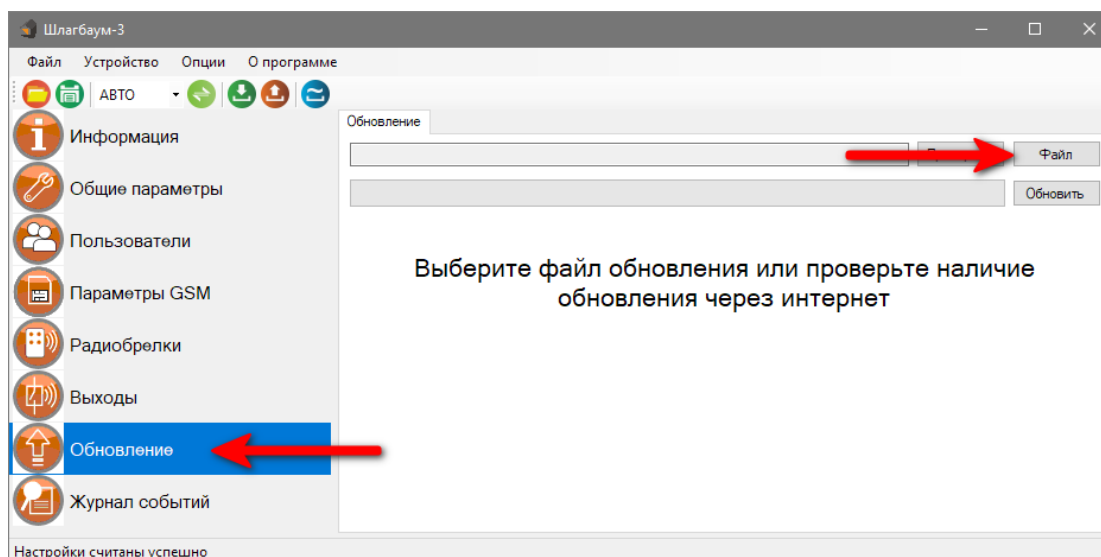 Шлагбаум-3
Файл Устройство Опции О программе
АВТО
Информация
Общие параметры
Пользователи
Параметры GSM
Радиобрелки
Выходы
Обновление
Журнал событий
Обновление
Файл
Обновить
Выберите файл обновления или проверьте наличие
обновления через интернет
Настройки считаны успешно